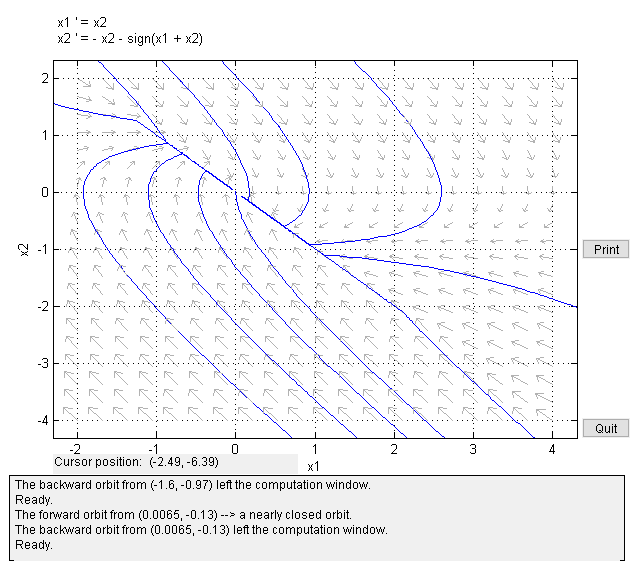 x1 ' = x2
x2 ' = - x2 - sign(x1 + x2)
2
1
0
-1
-2
-3
-4
x2
-2
-1
0
1
2
3
4
x1
Print
Quit
Cursor position: (-2.49, -6.39)
The backward orbit from (-1.6, -0.97) left the computation window.
Ready.
The forward orbit from (0.0065, -0.13) --> a nearly closed orbit.
The backward orbit from (0.0065, -0.13) left the computation window.
Ready.